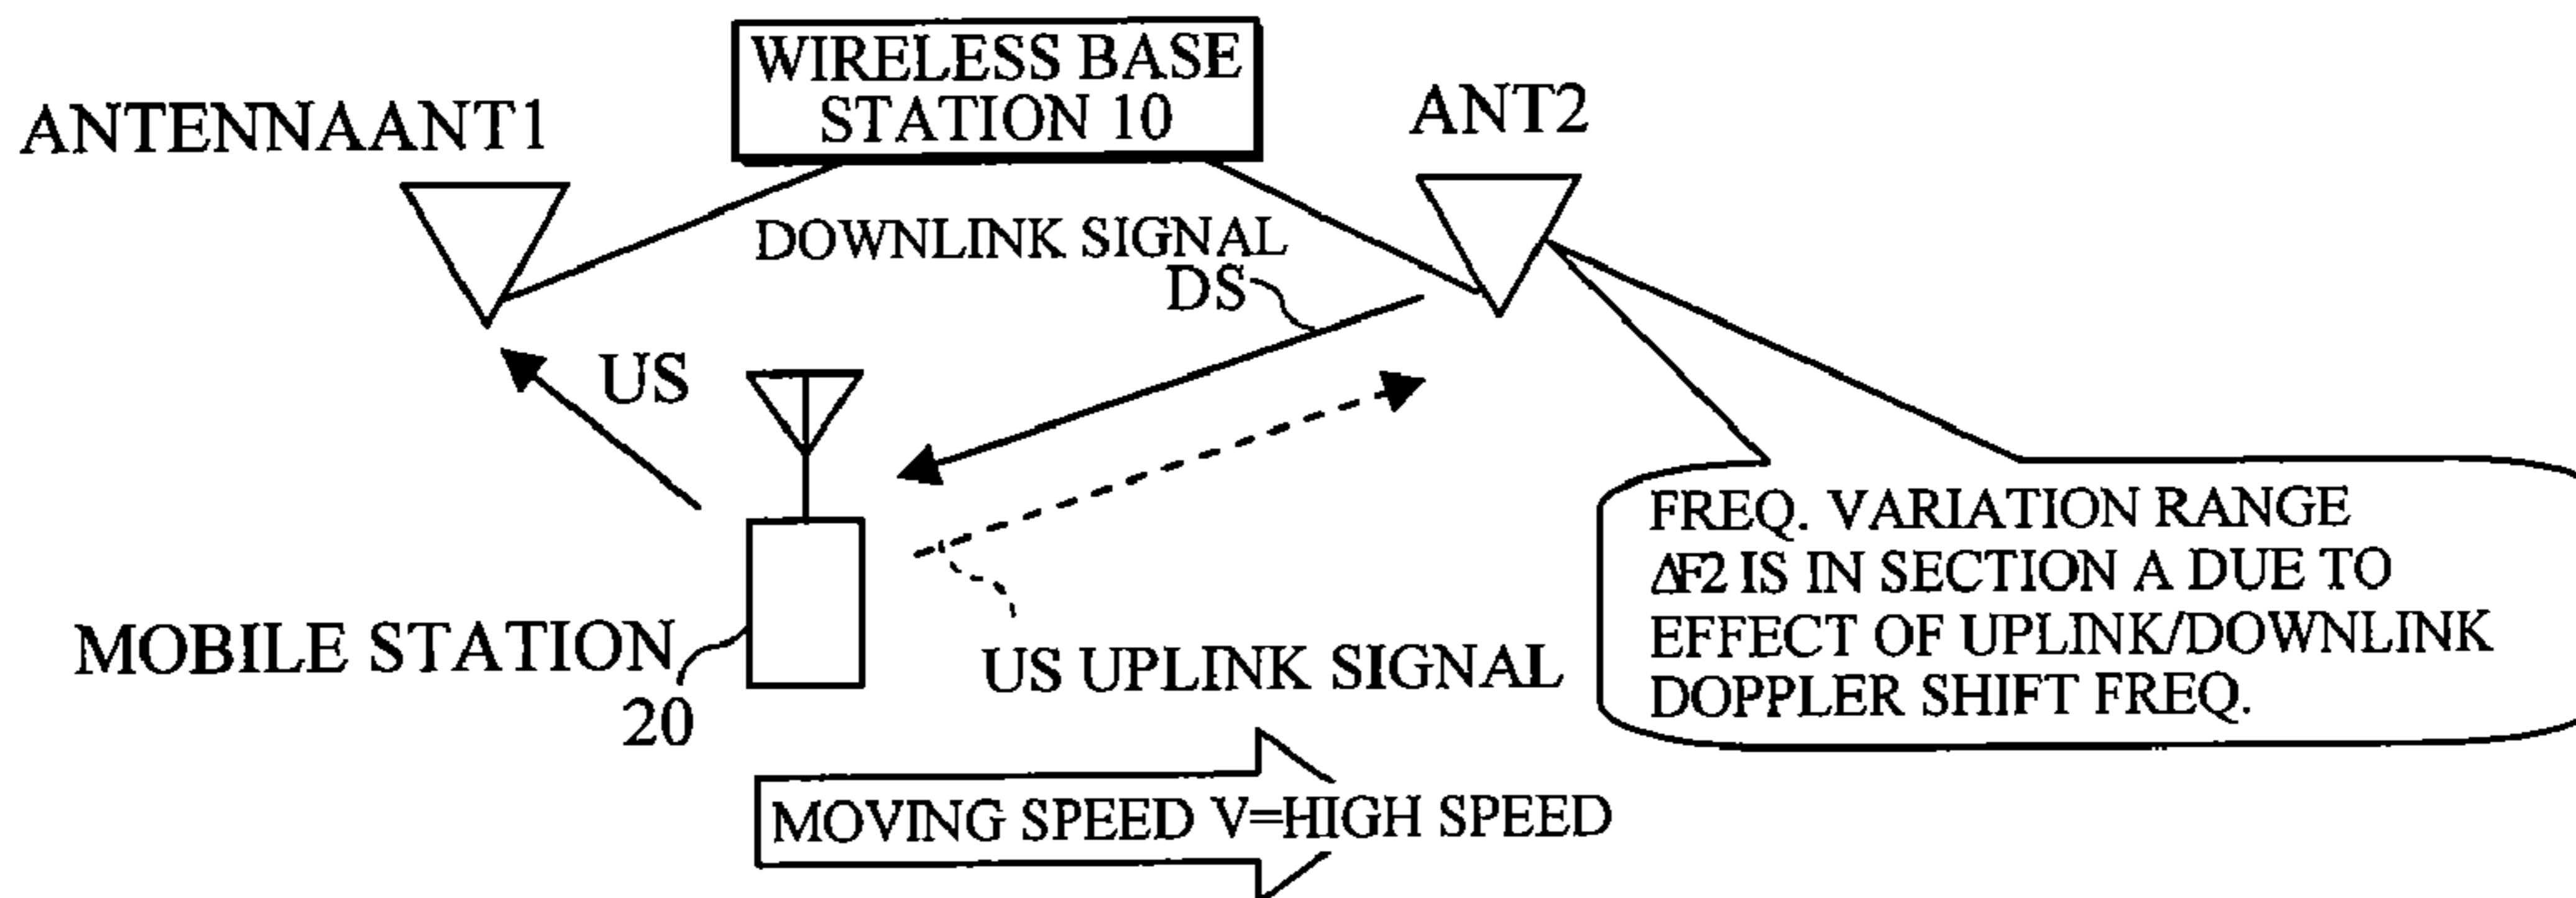 WIRELESS BASE
STATION 10
ANTENNAANT1
ANT2
DOWNLINK SIGNAL
DS
US
FREQ. VARIATION RANGE
ΔF2 IS IN SECTION A DUE TO
EFFECT OF UPLINK/DOWNLINK
DOPPLER SHIFT FREQ.
MOBILE STATION
20
US UPLINK SIGNAL
MOVING SPEED V=HIGH SPEED